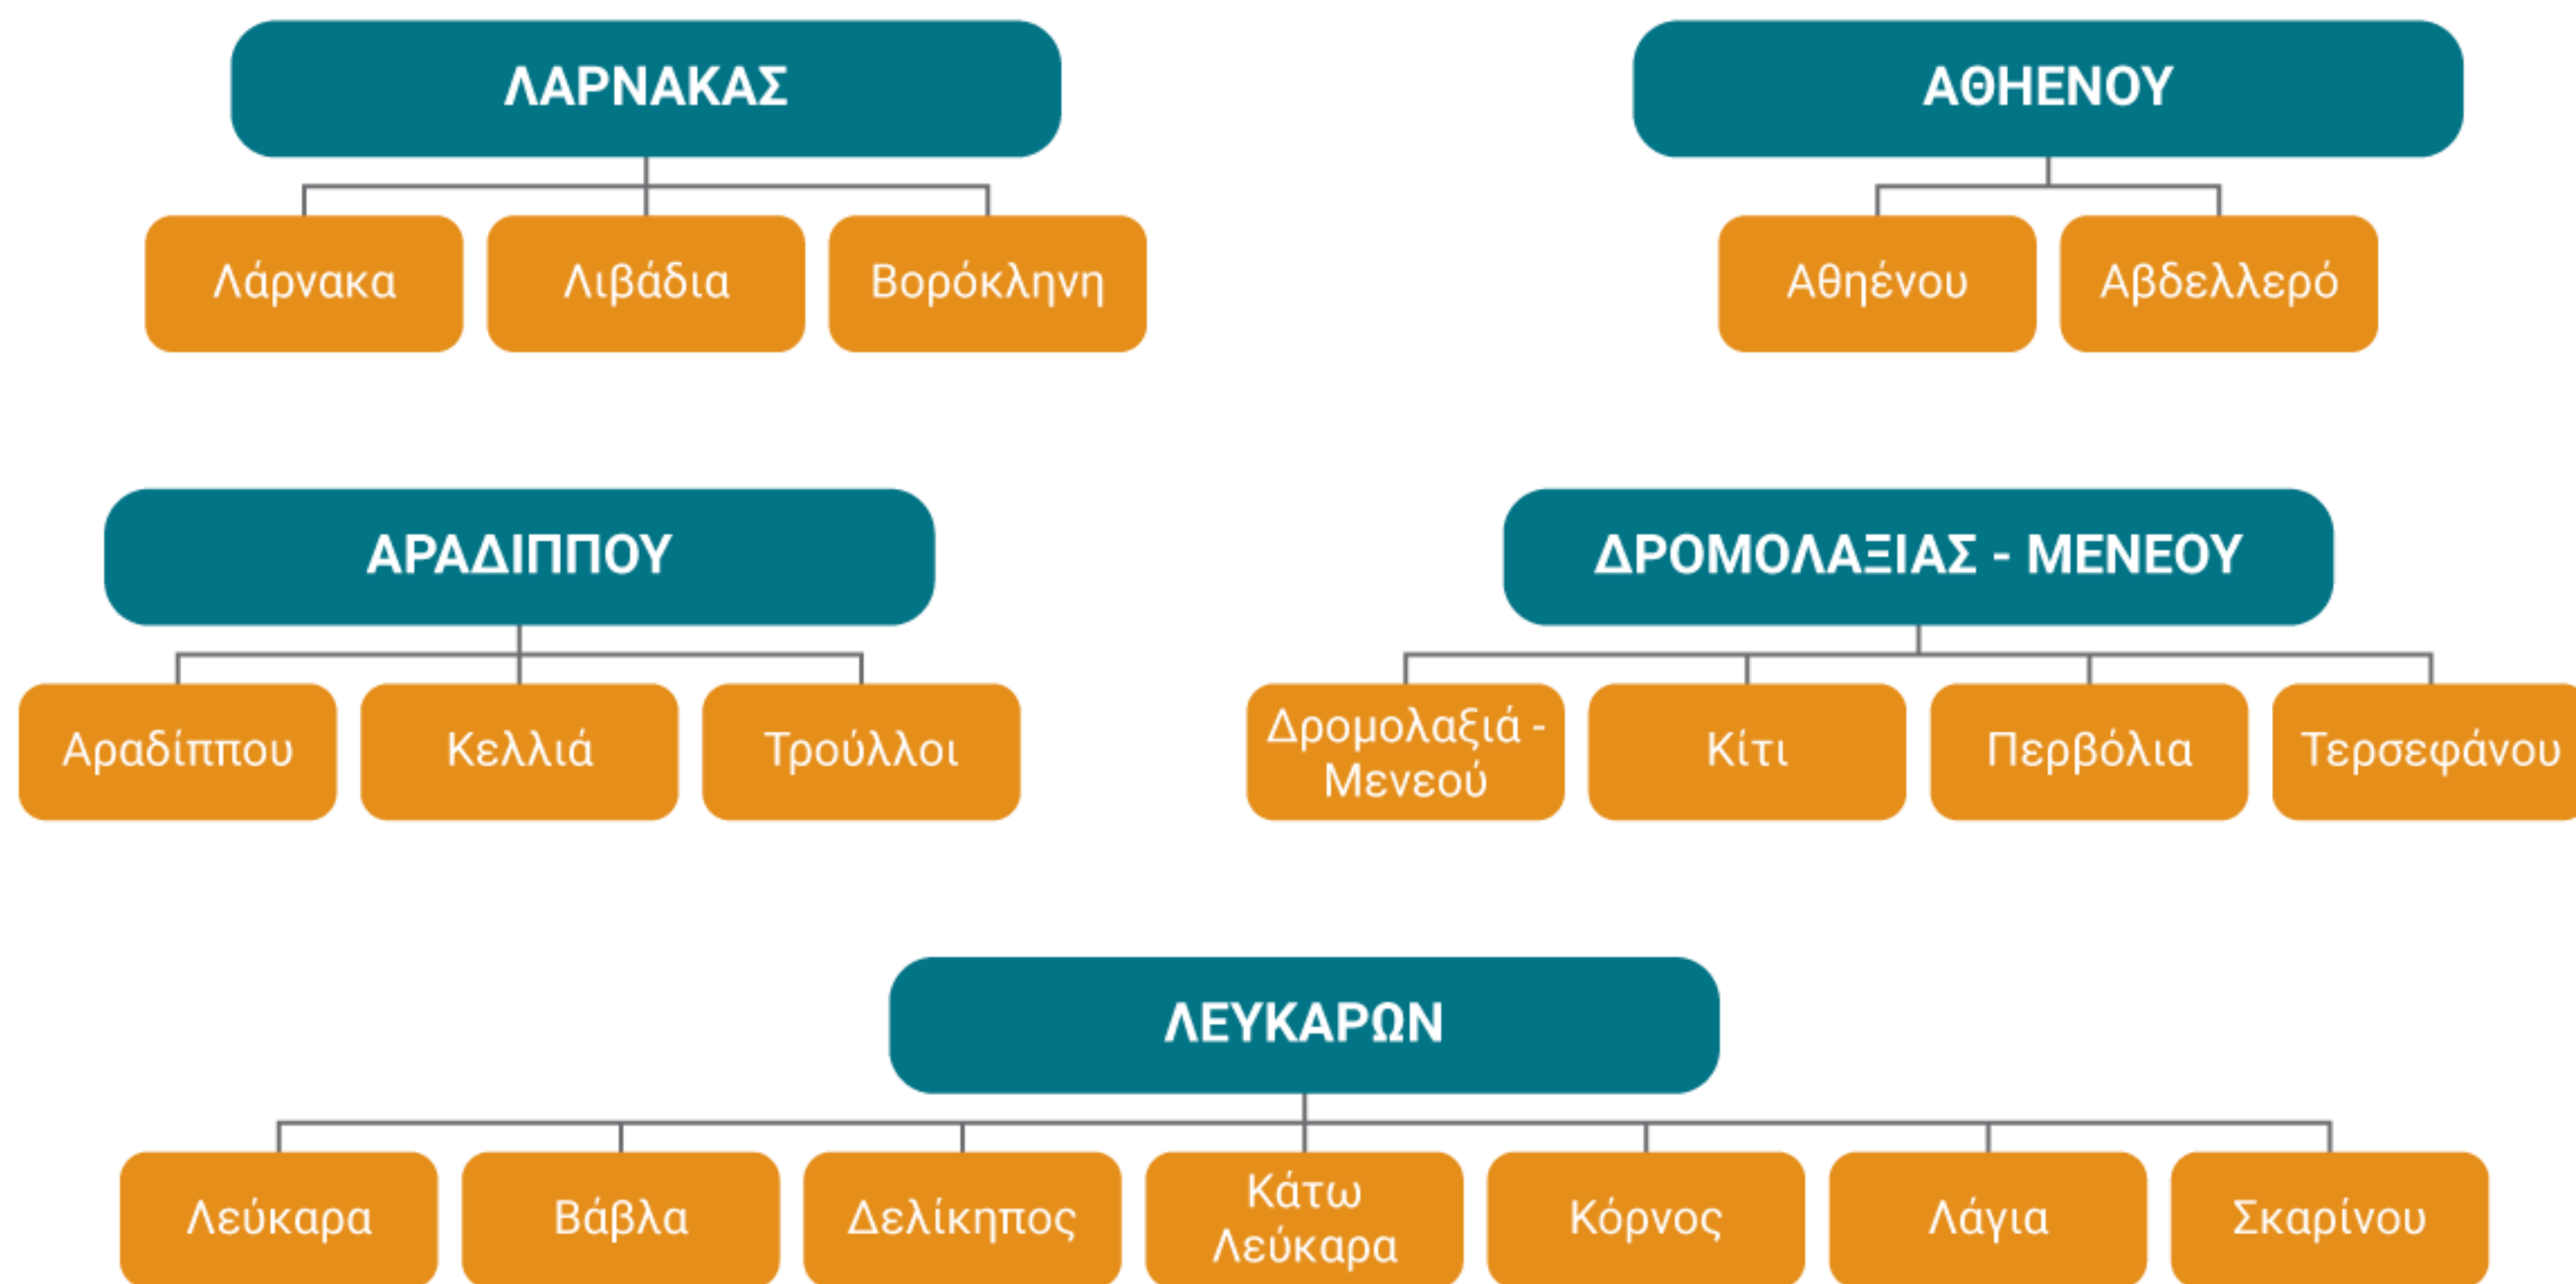 ΛΑΡΝΑΚΑΣ
Λάρνακα
Λιβάδια
Βορόκληνη
ΑΘΗΕΝΟΥ
Αθηένου
Αβδελλερό
ΑΡΑΔΙΠΠΟΥ
Αραδίππου
Κελλιά
Τρούλλοι
ΔΡΟΜΟΛΑΞΙΑΣ - ΜΕΝΕΟΥ
Δρομολαξιά -
Μενεού
Κίτι
Περβόλια
Τερσεφάνου
ΛΕΥΚΑΡΩΝ
Λεύκαρα
Βάβλα
Δελίκηπος
Κάτω
Λεύκαρα
Κόρνος
Λάγια
Σκαρίνου